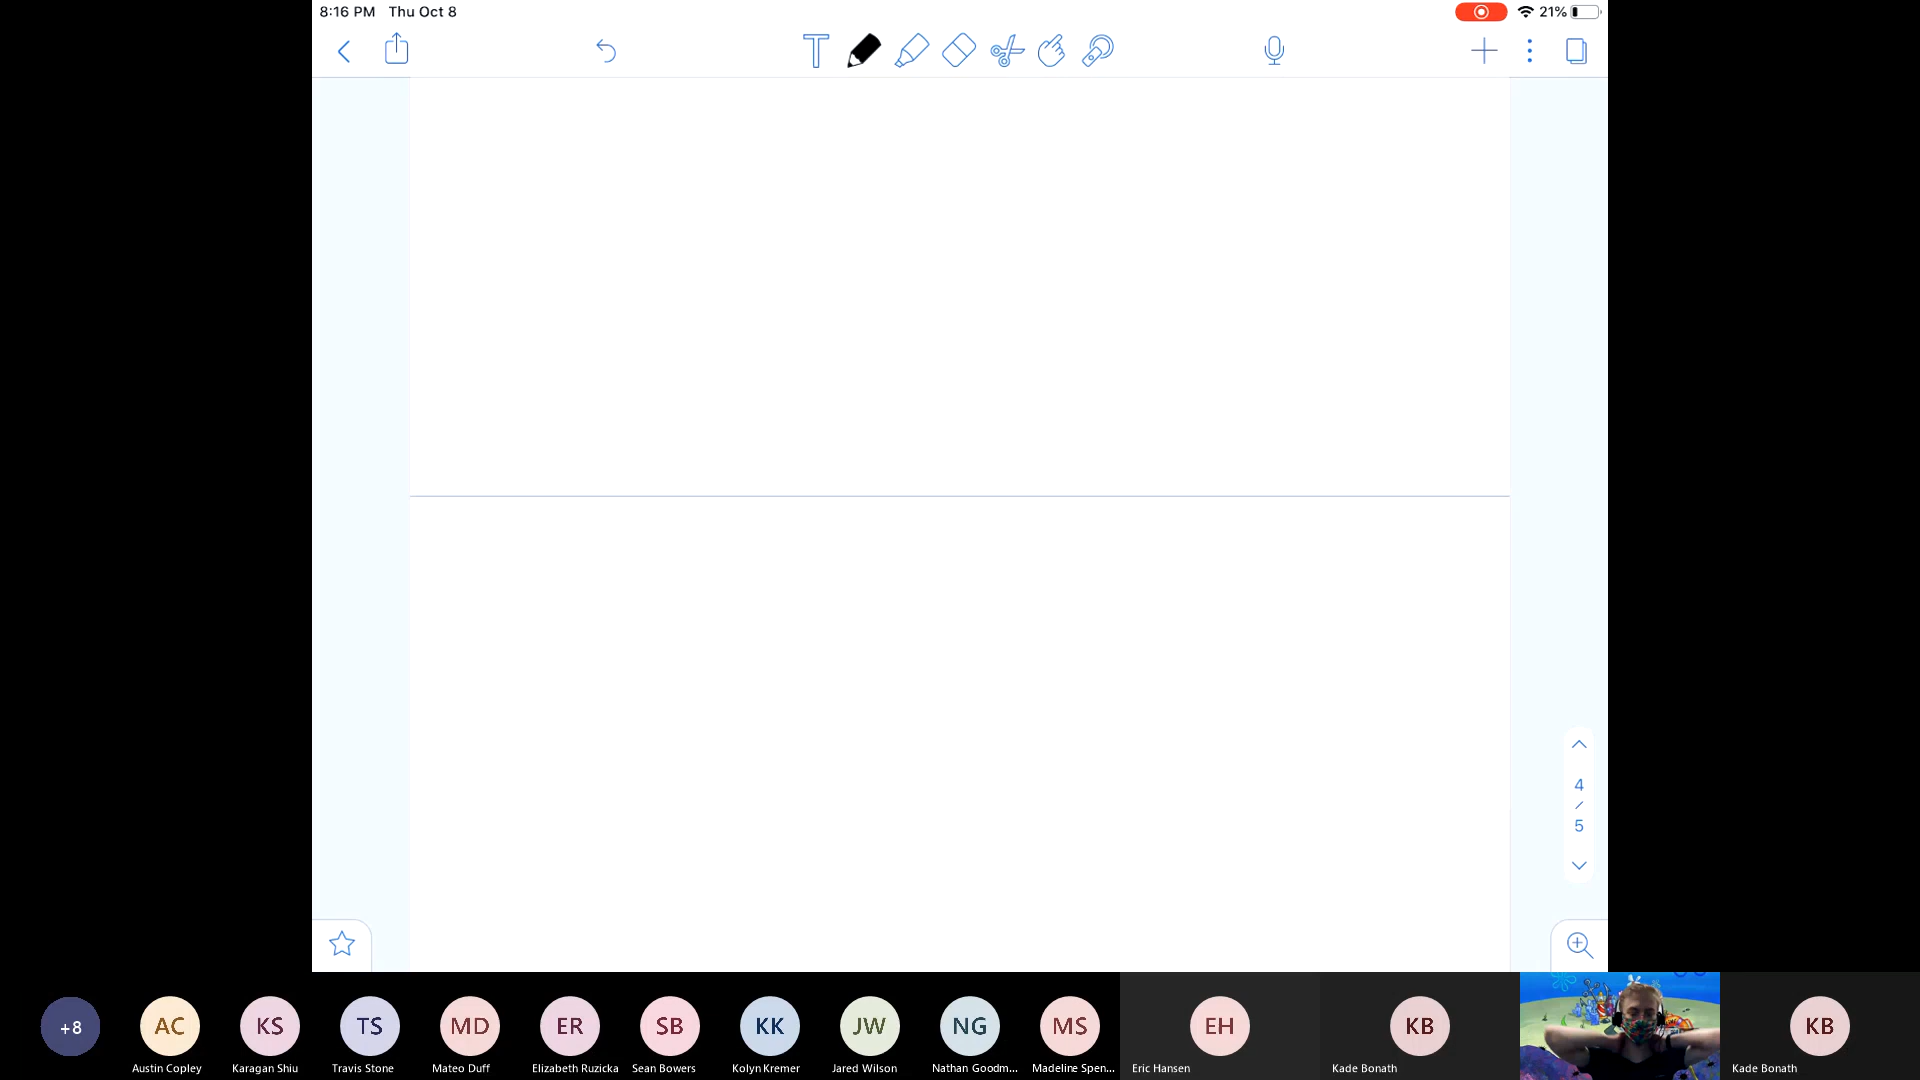 8:16 PM Thu Oct 8
21%
T
4
/
5
+8
AC
KS
TS
MD
ER
SB
KK
JW
NG
MS
EH
KB
KB
Austin Copley
Karagan Shiu
Travis Stone
Mateo Duff
Elizabeth Ruzicka
Sean Bowers
Kolyn Kremer
Jared Wilson
Nathan Goodm...
Madeline Spen...
Eric Hansen
Kade Bonath
Kade Bonath